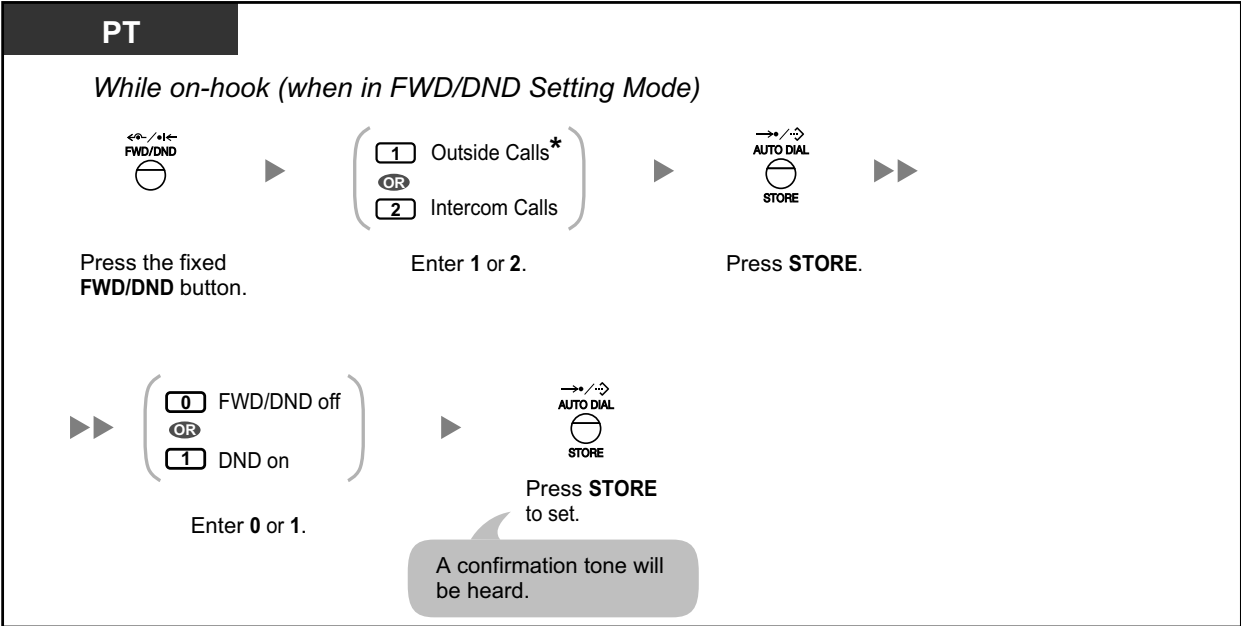 PT
While on-hook (when in FWD/DND Setting Mode)
FWD/DND
1 Outside Calls*
OR
2 Intercom Calls
AUTO DIAL
STORE
Press the fixed
FWD/DND button.
Enter 1 or 2.
Press STORE.
0 FWD/DND off
OR
1 DND on
AUTO DIAL
STORE
Enter 0 or 1.
Press STORE
to set.
A confirmation tone will
be heard.